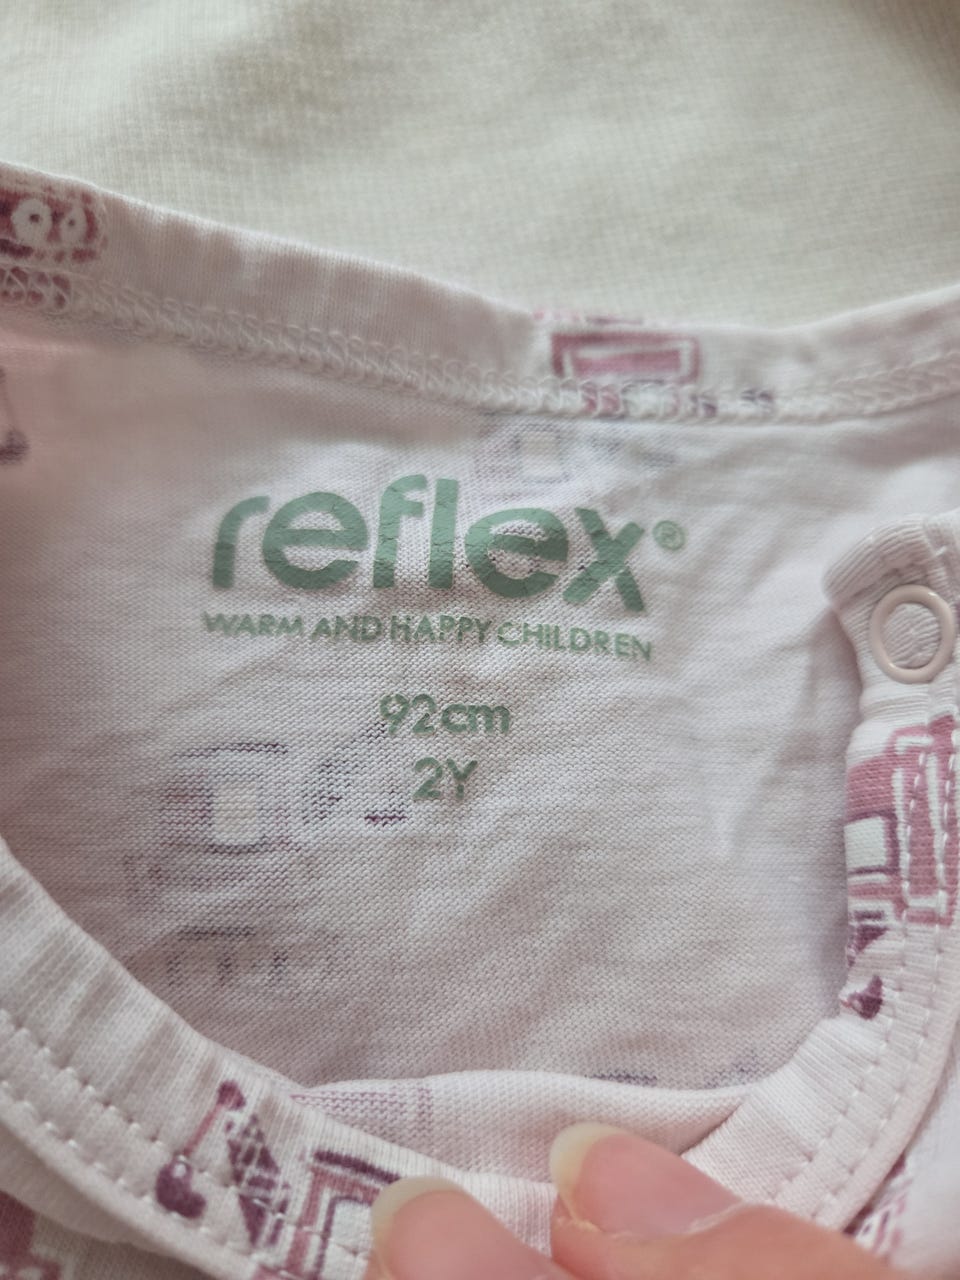 reflex®
WARM AND HAPPY CHILDREN
92cm
2Y